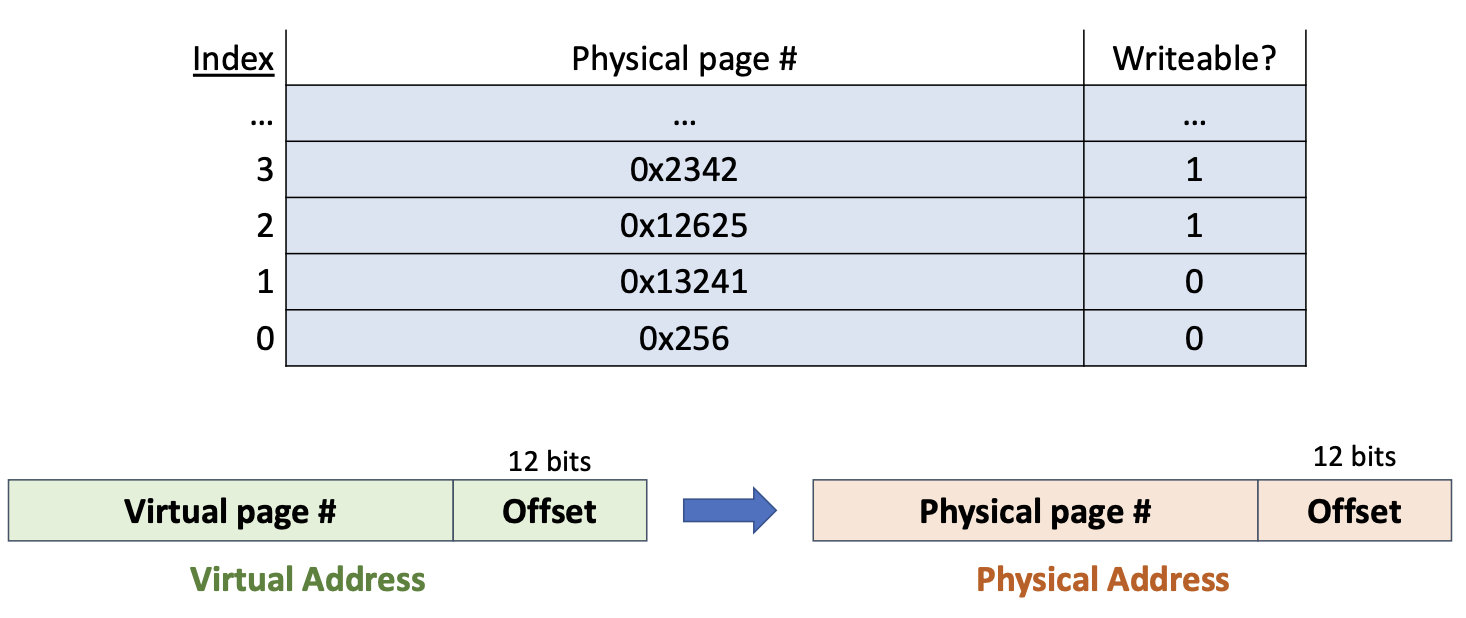 Index Physical page # Writeable?
... ... ...
3 0x2342 1
2 0x12625 1
1 0x13241 0
0 0x256 0
12 bits 12 bits
Virtual page # Offset Physical page # Offset
Virtual Address Physical Address